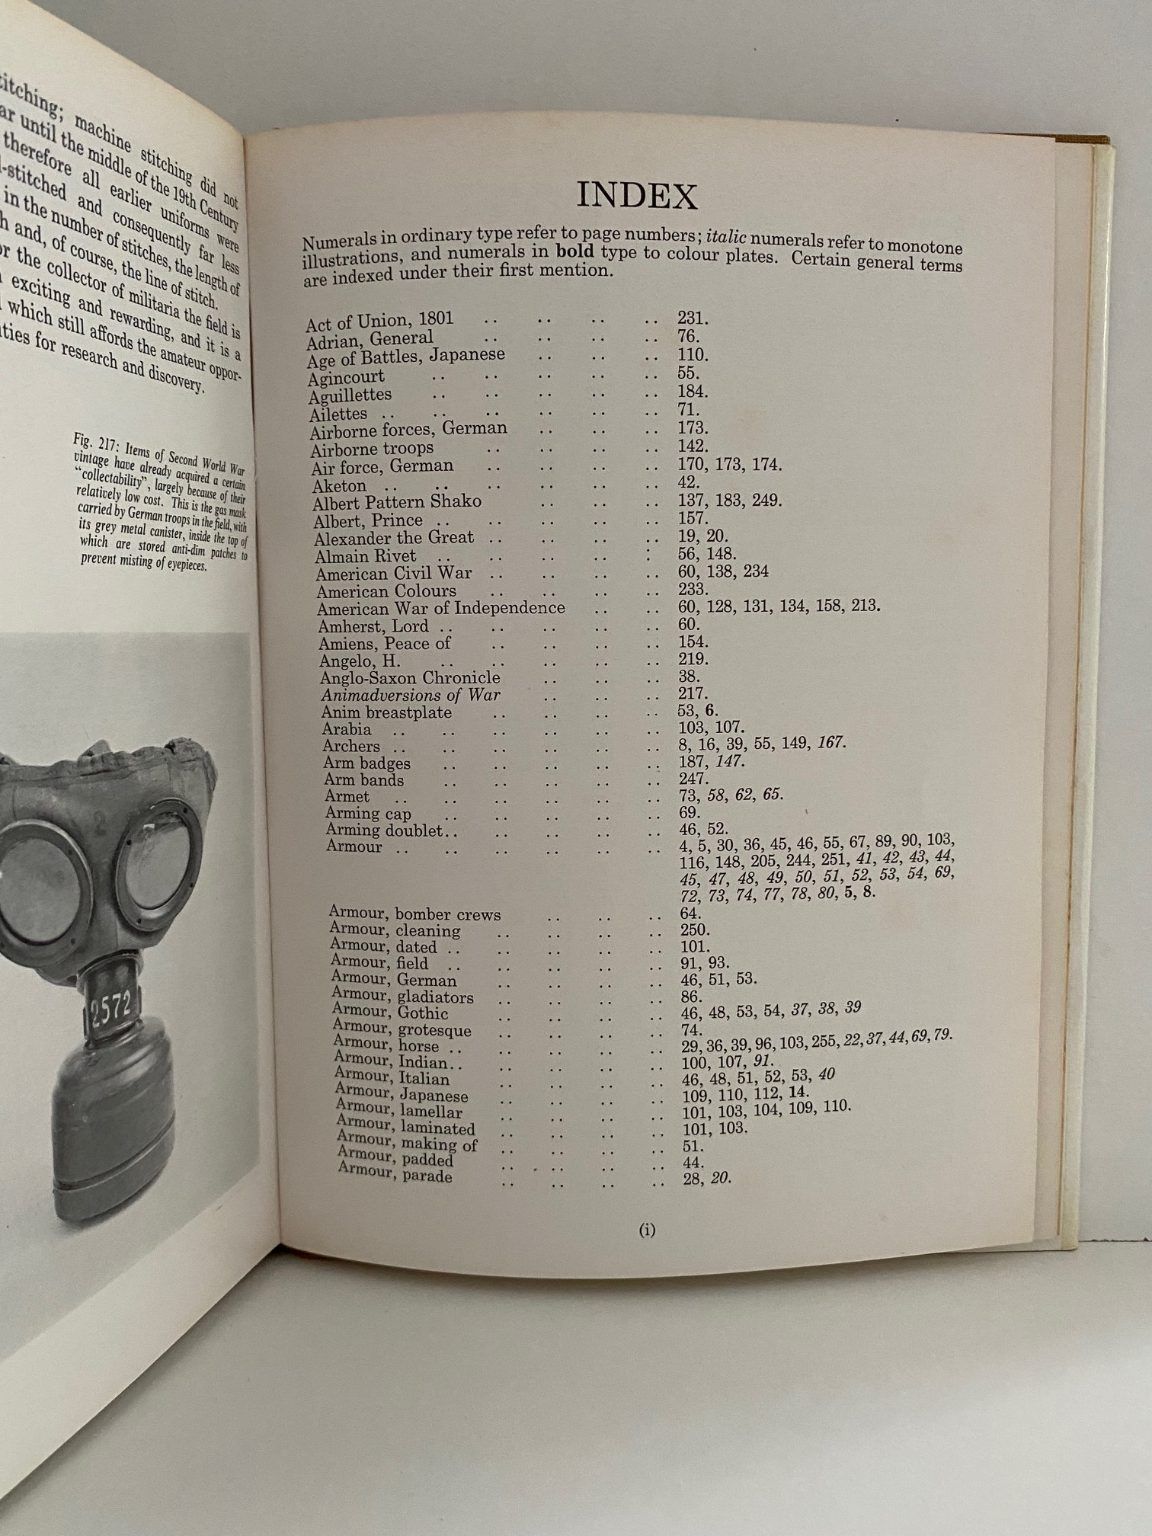 titching; machine stitching did not
ar until the middle of the 19th Century
therefore all earlier uniforms were
-stitched and consequently far less
in the number of stitches, the length of
h and, of course, the line of stitch.
or the collector of militaria the field is
exciting and rewarding, and it is a
which still affords the amateur oppor-
ties for research and discovery.
Fig. 217: Items of Second World War
vintage have already acquired a certain
"collectability", largely because of their
relatively low cost. This is the gas mask
carried by German troops in the field, with
its grey metal canister, inside the top of
which are stored anti-dim patches to
prevent misting of eyepieces.
2
2572
INDEX
Numerals in ordinary type refer to page numbers; italic numerals refer to monotone
illustrations, and numerals in bold type to colour plates. Certain general terms
are indexed under their first mention.
Act of Union, 1801 .. .. .. .. 231.
Adrian, General .. .. .. .. 76.
Age of Battles, Japanese .. .. .. 110.
Agincourt .. .. .. .. .. 55.
Aguillettes .. .. .. .. .. 184.
Ailettes .. .. .. .. .. .. 71.
Airborne forces, German .. .. .. 173.
Airborne troops .. .. .. .. 142.
Air force, German .. .. .. .. 170, 173, 174.
Aketon .. .. .. .. .. .. 42.
Albert Pattern Shako .. .. .. 137, 183, 249.
Albert, Prince .. .. .. .. .. 157.
Alexander the Great .. .. .. .. 19, 20.
Almain Rivet .. .. .. .. : 56, 148.
American Civil War .. .. .. .. 60, 138, 234
American Colours .. .. .. .. 233.
American War of Independence .. .. 60, 128, 131, 134, 158, 213.
Amherst, Lord .. .. .. .. .. 60.
Amiens, Peace of .. .. .. .. 154.
Angelo, H. .. .. .. .. .. 219.
Anglo-Saxon Chronicle .. .. .. 38.
Animadversions of War .. .. .. 217.
Anim breastplate .. .. .. .. 53, 6.
Arabia .. .. .. .. .. .. 103, 107.
Archers .. .. .. .. .. .. 8, 16, 39, 55, 149, 167.
Arm badges .. .. .. .. .. 187, 147.
Arm bands .. .. .. .. .. 247.
Armet .. .. .. .. .. .. 73, 58, 62, 65.
Arming cap .. .. .. .. .. 69.
Arming doublet.. .. .. .. .. 46, 52.
Armour .. .. .. .. .. .. 4, 5, 30, 36, 45, 46, 55, 67, 89, 90, 103,
116, 148, 205, 244, 251, 41, 42, 43, 44,
45, 47, 48, 49, 50, 51, 52, 53, 54, 69,
72, 73, 74, 77, 78, 80, 5, 8.
Armour, bomber crews .. .. .. 64.
Armour, cleaning .. .. .. .. 250.
Armour, dated .. .. .. .. .. 101.
Armour, field .. .. .. .. .. 91, 93.
Armour, German .. .. .. .. 46, 51, 53.
Armour, gladiators .. .. .. .. 86.
Armour, Gothic .. .. .. .. 46, 48, 53, 54, 37, 38, 39
Armour, grotesque .. .. .. .. 74.
Armour, horse .. .. .. .. .. 29, 36, 39, 96, 103, 255, 22, 37, 44, 69, 79.
Armour, Indian.. .. .. .. .. 100, 107, 91.
Armour, Italian .. .. .. .. 46, 48, 51, 52, 53, 40
Armour, Japanese .. .. .. .. 109, 110, 112, 14.
Armour, lamellar .. .. .. .. 101, 103, 104, 109, 110.
Armour, laminated .. .. .. .. 101, 103.
Armour, making of .. .. .. .. 51.
Armour, padded .. .. .. .. 44.
Armour, parade .. .. .. .. 28, 20.
(i)